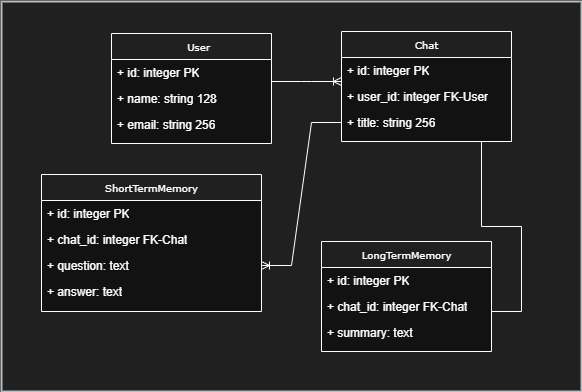 User
+ id: integer PK
+ name: string 128
+ email: string 256
Chat
+ id: integer PK
+ user_id: integer FK-User
+ title: string 256
ShortTermMemory
+ id: integer PK
+ chat_id: integer FK-Chat
+ question: text
+ answer: text
LongTermMemory
+ id: integer PK
+ chat_id: integer FK-Chat
+ summary: text